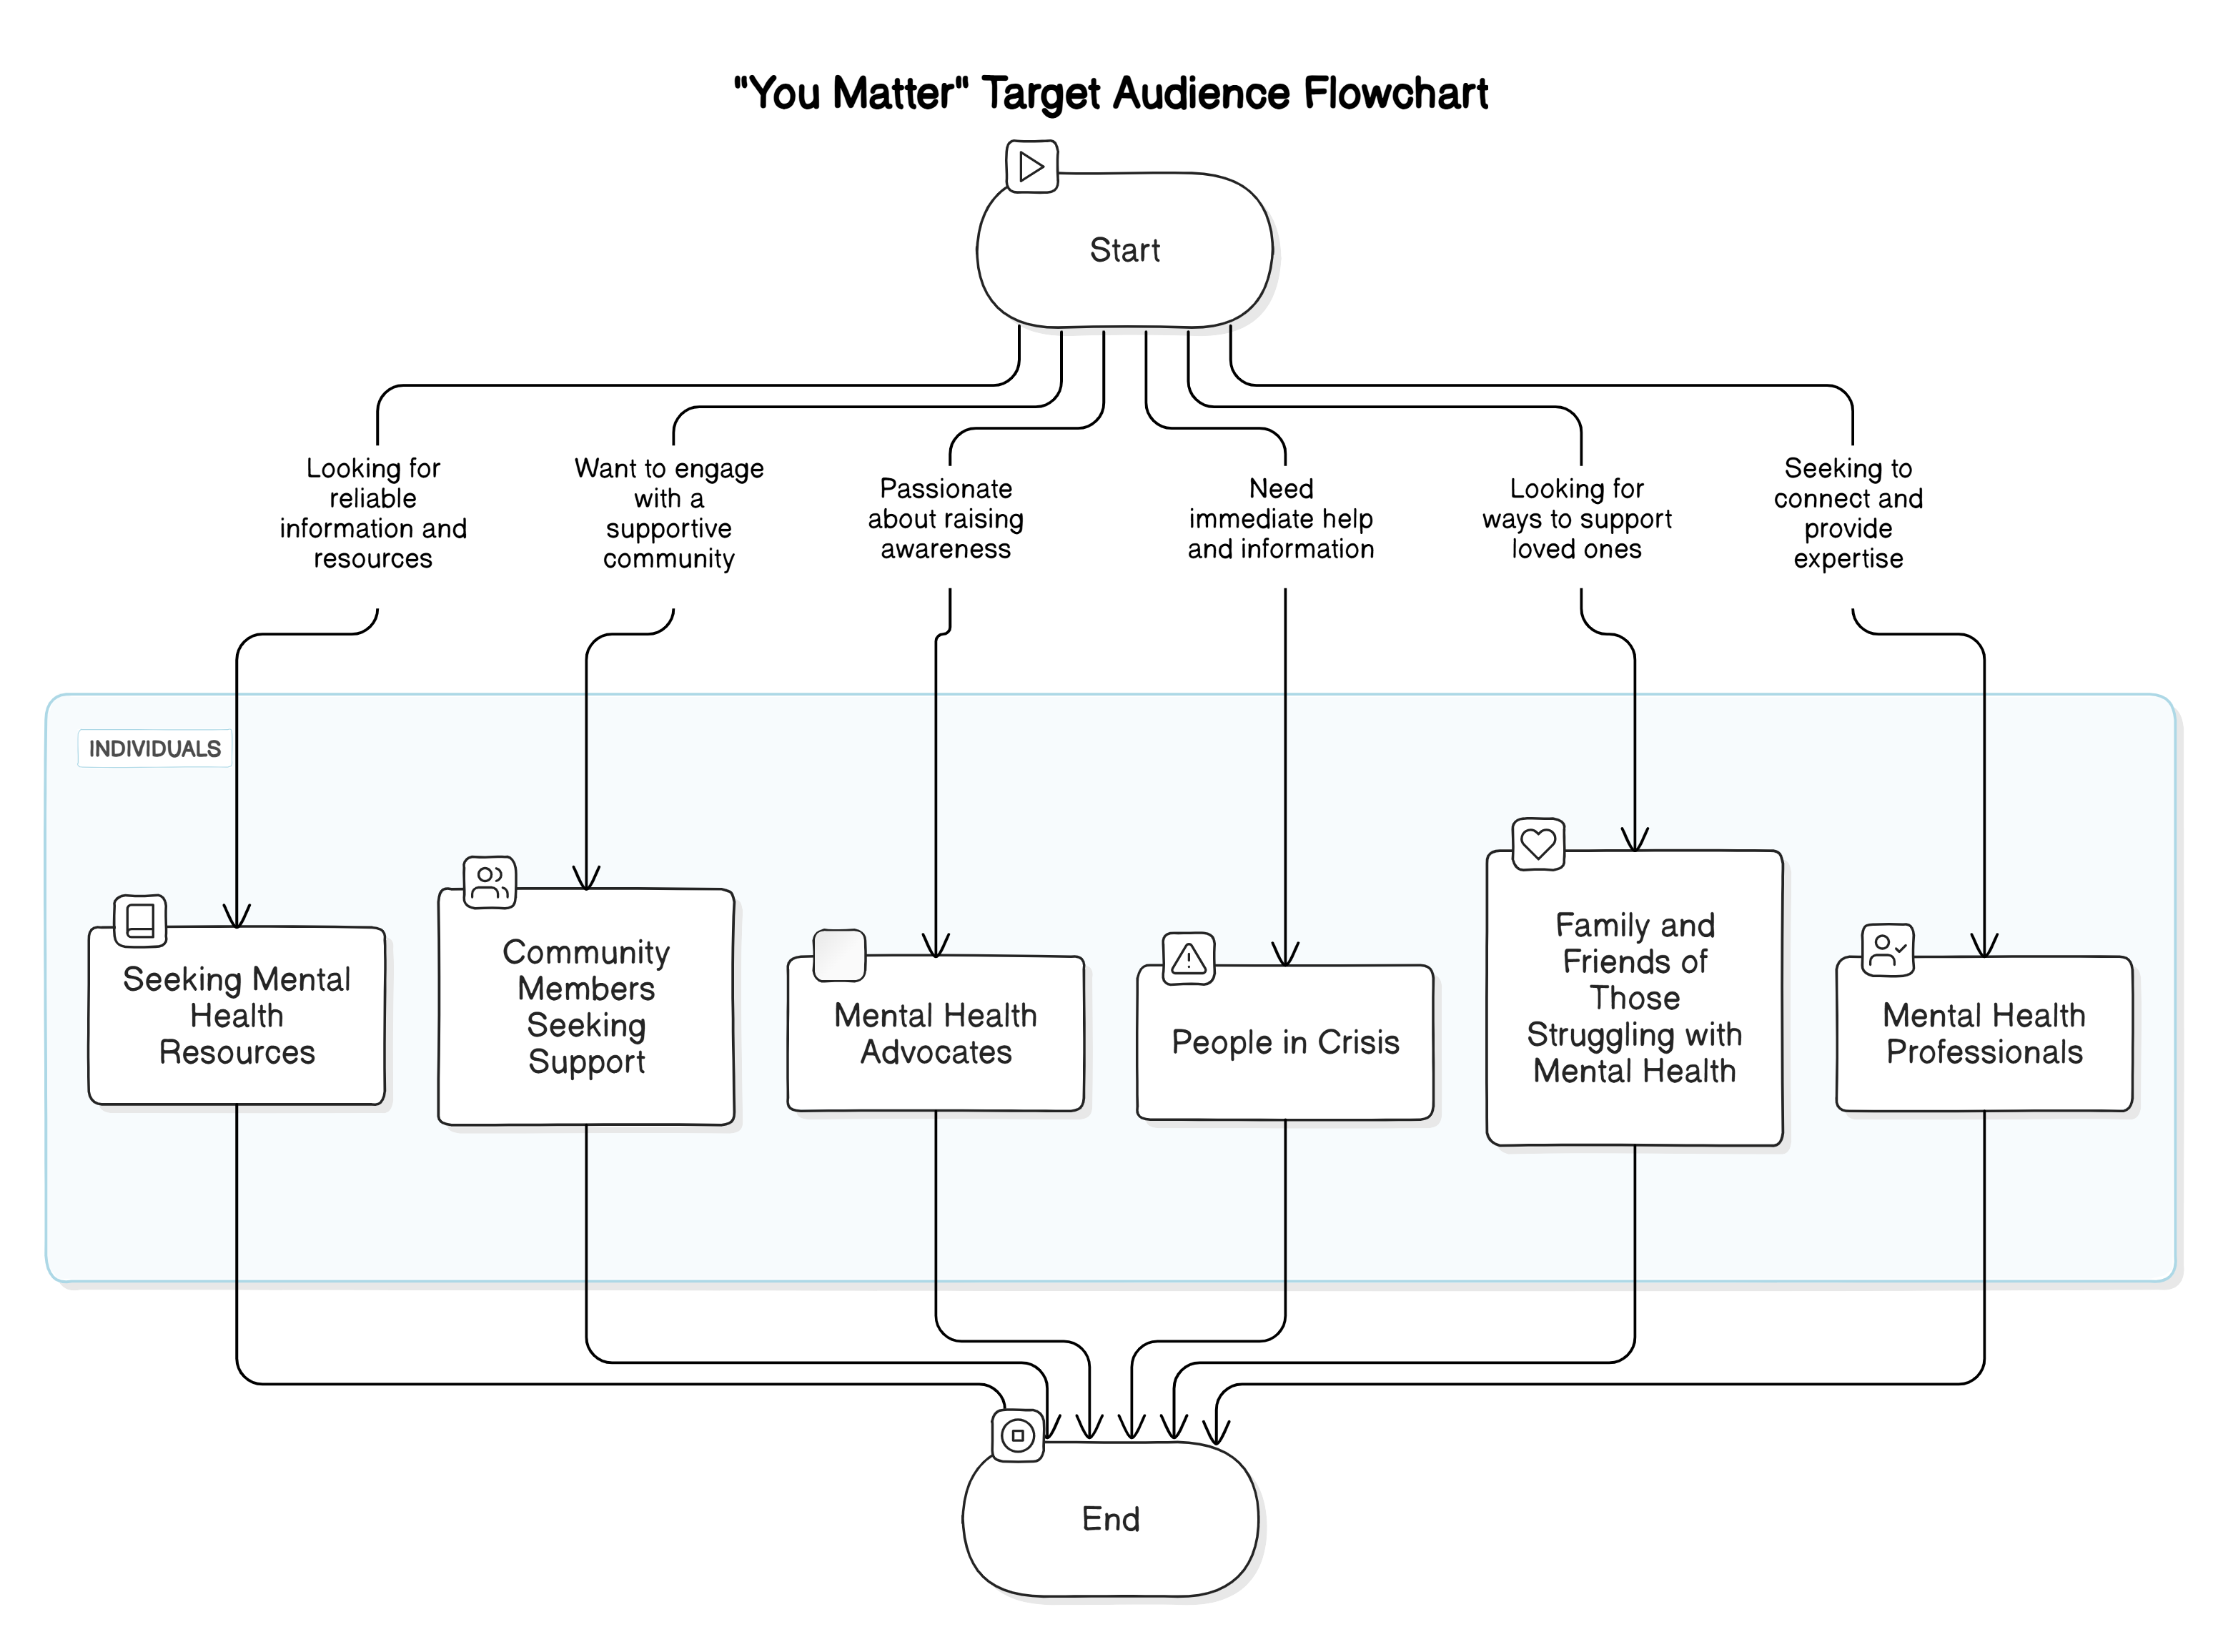 "You Matter" Target Audience Flowchart
Start
Looking for
reliable
information and
resources
Want to engage
with a
supportive
community
Passionate
about raising
awareness
Need
immediate help
and information
Looking for
ways to support
loved ones
Seeking to
connect and
provide
expertise
INDIVIDUALS
Seeking Mental
Health
Resources
Community
Members
Seeking
Support
Mental Health
Advocates
People in Crisis
Family and
Friends of
Those
Struggling with
Mental Health
Mental Health
Professionals
End